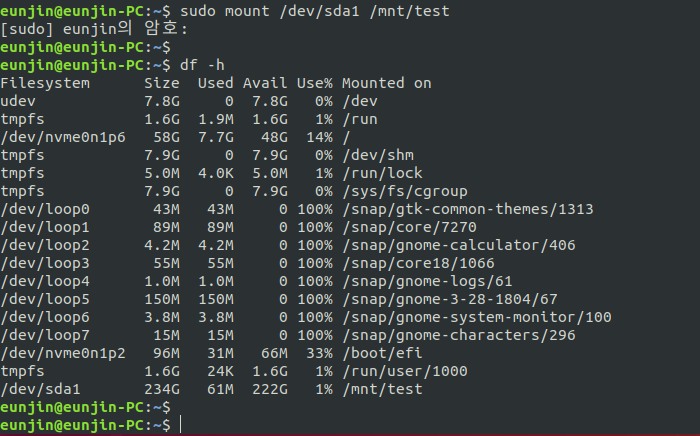 eunjin@eunjin-PC:~$ sudo mount /dev/sda1 /mnt/test
[sudo] eunjin의 암호:
eunjin@eunjin-PC:~$
eunjin@eunjin-PC:~$ df -h
Filesystem      Size  Used Avail Use% Mounted on
udev            7.8G     0  7.8G   0% /dev
tmpfs           1.6G  1.9M  1.6G   1% /run
/dev/nvme0n1p6   58G  7.7G   48G  14% /
tmpfs           7.9G     0  7.9G   0% /dev/shm
tmpfs           5.0M  4.0K  5.0M   1% /run/lock
tmpfs           7.9G     0  7.9G   0% /sys/fs/cgroup
/dev/loop0       43M   43M     0 100% /snap/gtk-common-themes/1313
/dev/loop1       89M   89M     0 100% /snap/core/7270
/dev/loop2      4.2M  4.2M     0 100% /snap/gnome-calculator/406
/dev/loop3       55M   55M     0 100% /snap/core18/1066
/dev/loop4      1.0M  1.0M     0 100% /snap/gnome-logs/61
/dev/loop5      150M  150M     0 100% /snap/gnome-3-28-1804/67
/dev/loop6      3.8M  3.8M     0 100% /snap/gnome-system-monitor/100
/dev/loop7       15M   15M     0 100% /snap/gnome-characters/296
/dev/nvme0n1p2   96M   31M   66M  33% /boot/efi
tmpfs           1.6G   24K  1.6G   1% /run/user/1000
/dev/sda1       234G   61M  222G   1% /mnt/test
eunjin@eunjin-PC:~$
eunjin@eunjin-PC:~$